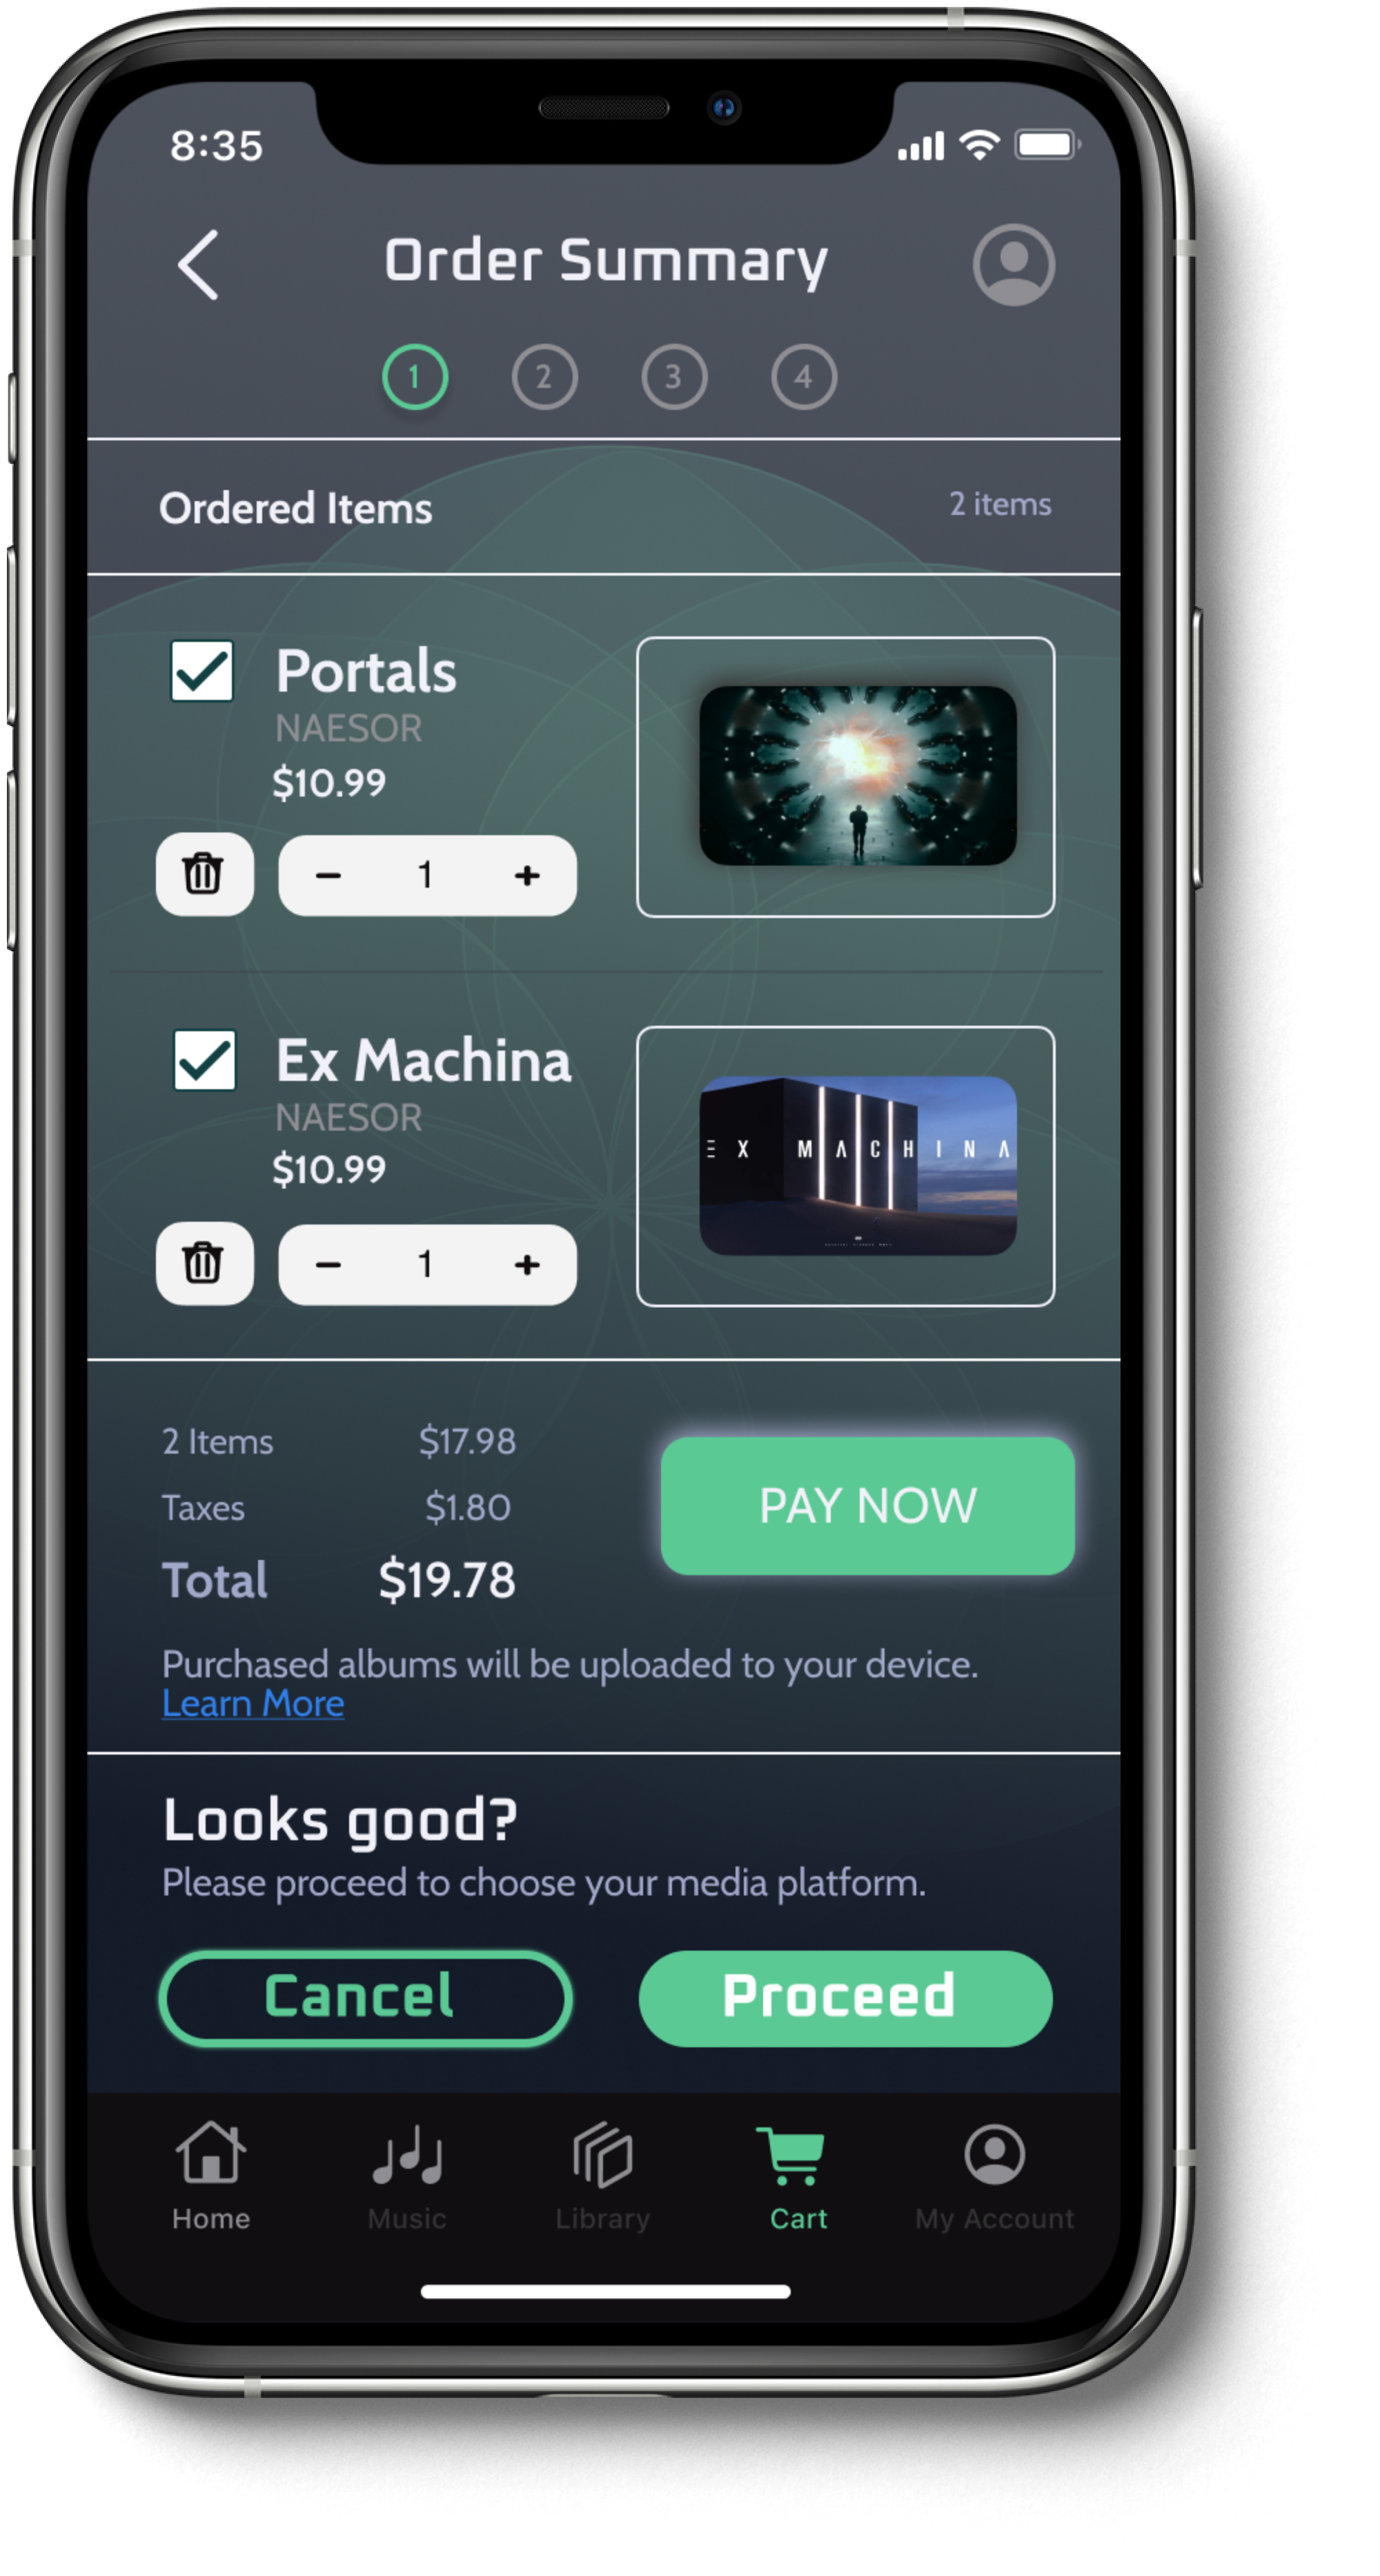 8:35
Order Summary
1 2 3 4
Ordered Items 2 items
Portals
NAESOR
$10.99
1
Ex Machina
NAESOR
$10.99
1
EX MACHINA
2 Items $17.98
Taxes $1.80
Total $19.78
PAY NOW
Purchased albums will be uploaded to your device.
Learn More
Looks good?
Please proceed to choose your media platform.
Cancel Proceed
Home Music Library Cart My Account